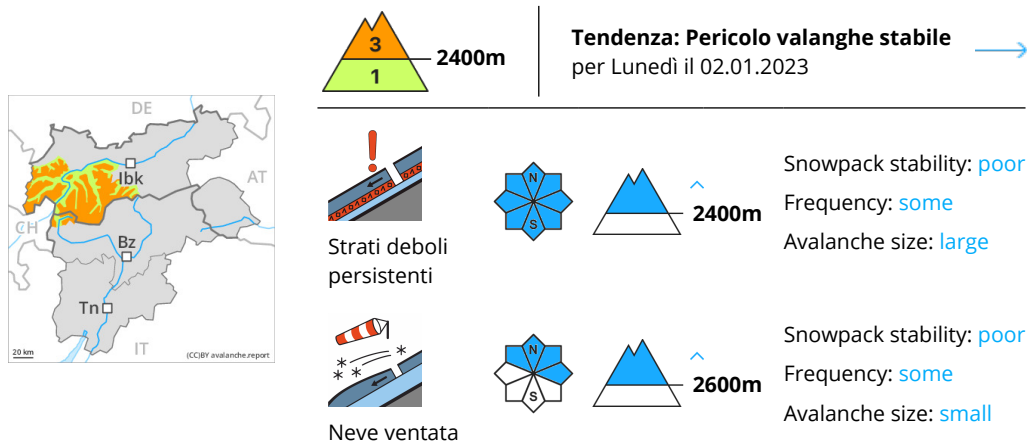 3
1
2400m
Tendenza: Pericolo valanghe stabile
per Lunedì il 02.01.2023
DE
Ibk
AT
CH
Bz
Tn
IT
20 km
(CC)BY avalanche.report
Strati deboli
persistenti
N
S
2400m
Snowpack stability: poor
Frequency: some
Avalanche size: large
Neve ventata
N
S
2600m
Snowpack stability: poor
Frequency: some
Avalanche size: small